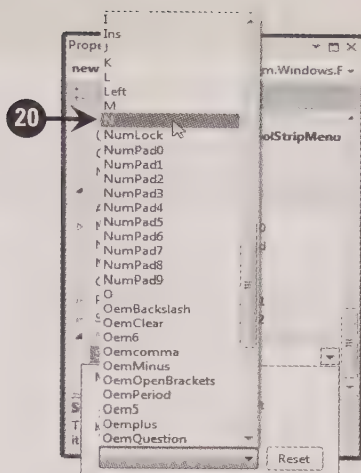 I
Ins
J
K
L
Left
M
N
NumLock
NumPad0
NumPad1
NumPad2
NumPad3
NumPad4
NumPad5
NumPad6
NumPad7
NumPad8
NumPad9
O
OemBackslash
OemClear
Oem6
Oemcomma
OemMinus
OemOpenBrackets
OemPeriod
Oem5
Oemplus
OemQuestion
Prope
new
m.Windows.F
20
olStripMenu
Reset